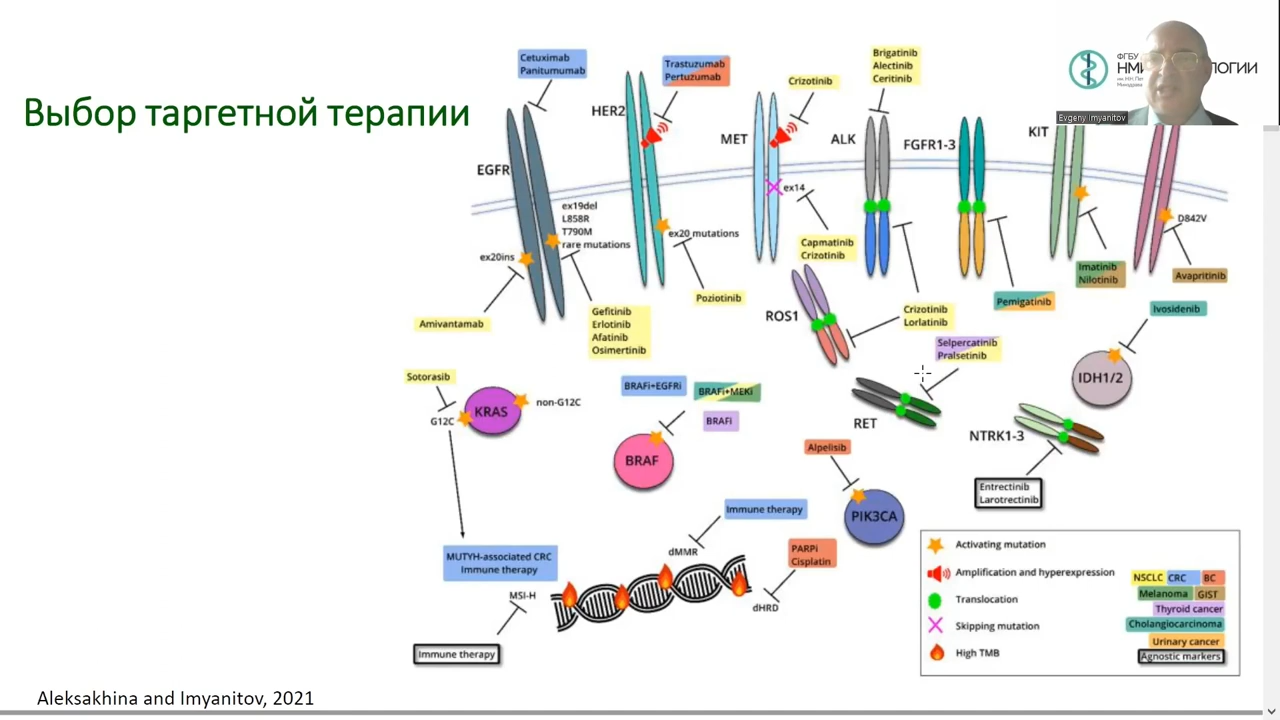 Выбор таргетной терапии
Cetuximab
Panitumumab
Trastuzumab
Pertuzumab
Crizotinib
Brigatinib
Alectinib
Ceritinib
ФГБУ
Evgeny Imyanitov
HER2
MET
ALK
FGFR1-3
KIT
EGFR
ex19del
L858R
T790M
rare mutations
ex20ins
ex20 mutations
ex14
D842V
Capmatinib
Crizotinib
Imatinib
Nilotinib
Avapritinib
Amivantamab
Gefitinib
Erlotinib
Afatinib
Osimertinib
Poziotinib
ROS1
Crizotinib
Lorlatinib
Pemigatinib
Ivosidenib
Selpercatinib
Pralsetinib
IDH1/2
Sotorasib
G12C
KRAS
non-G12C
BRAFi+EGFRi
BRAFi+MEKi
BRAFi
BRAF
RET
NTRK1-3
Alpelisib
PIK3CA
Entrectinib
Larotrectinib
Immune therapy
dMMR
PARPi
Cisplatin
dHRD
MUTYH-associated CRC
Immune therapy
MSI-H
Immune therapy
Activating mutation
Amplification and hyperexpression
Translocation
Skipping mutation
High TMB
NSCLC CRC BC
Melanoma GIST
Thyroid cancer
Cholangiocarcinoma
Urinary cancer
Agnostic markers
Aleksakhina and Imyanitov, 2021